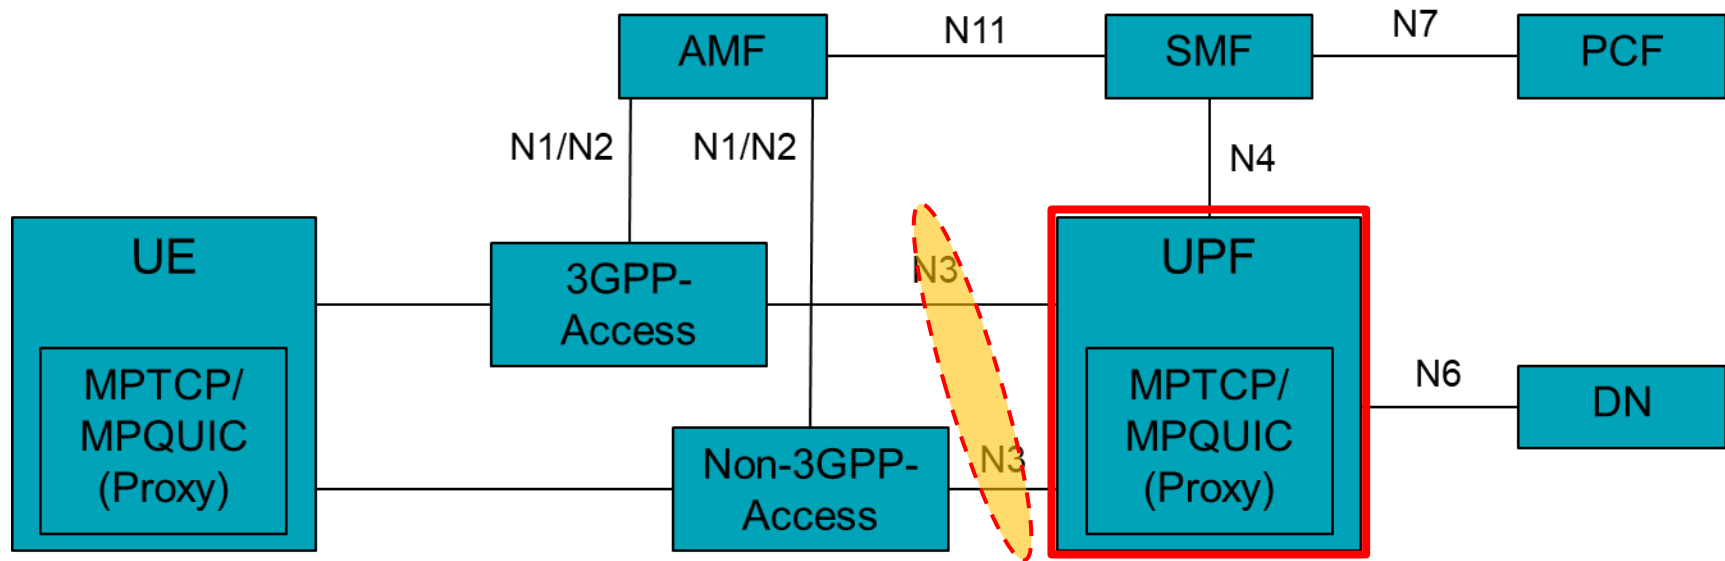 AMF
N11
SMF
N7
PCF
N1/N2
N1/N2
N4
UE
3GPP-
Access
N3
UPF
MPTCP/
MPQUIC
(Proxy)
Non-3GPP-
Access
N3
MPTCP/
MPQUIC
(Proxy)
N6
DN